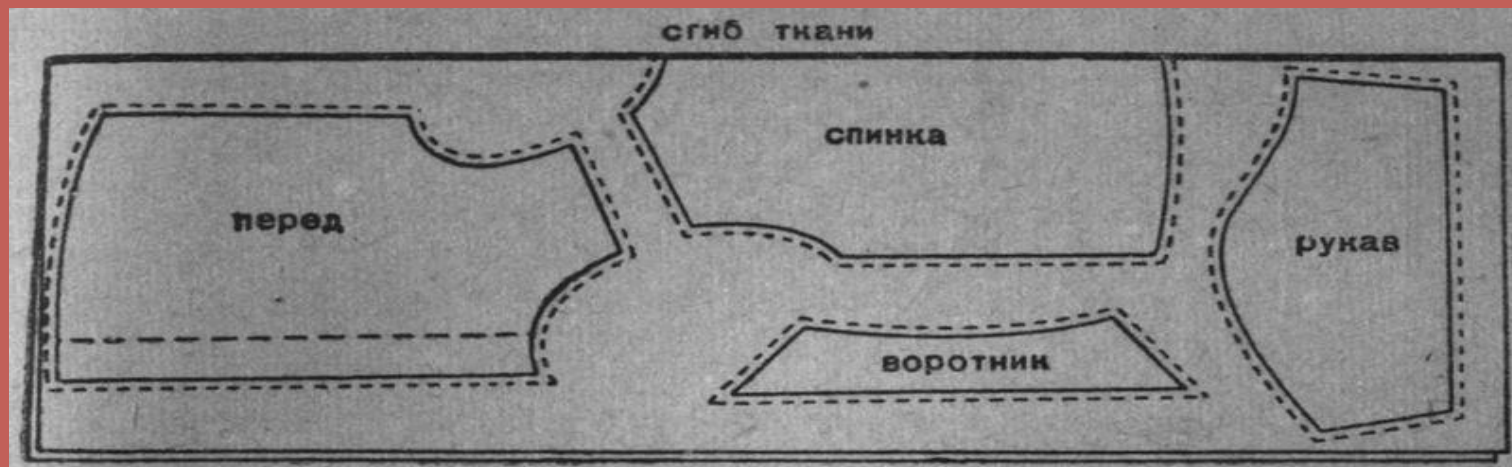 сгиб ткани
перед
спинка
рукав
воротник